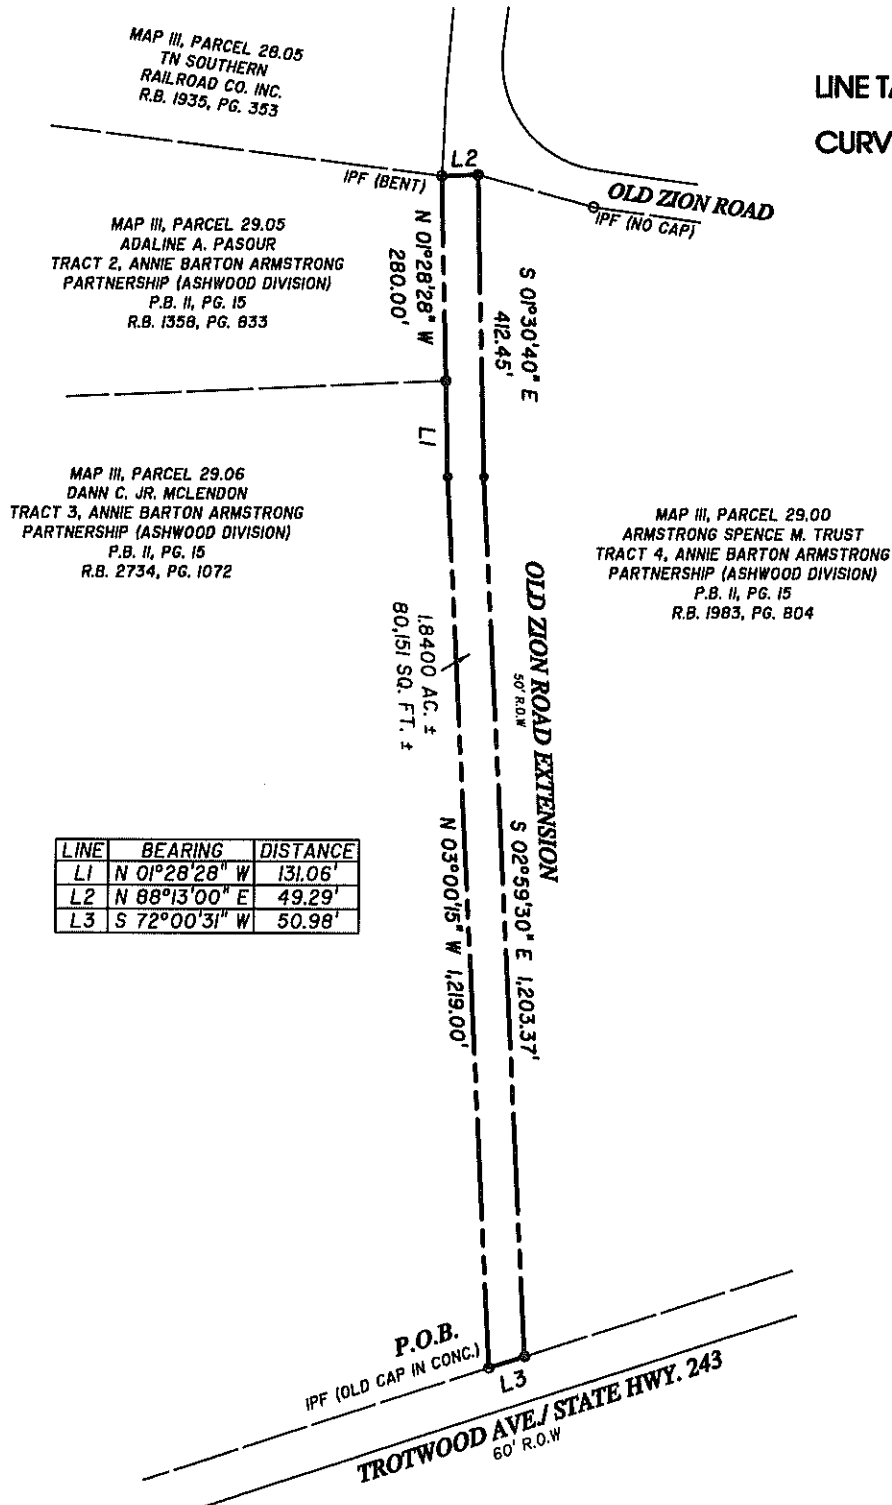 MAP III, PARCEL 28.05
TN SOUTHERN
RAILROAD CO. INC.
R.B. 1935, PG. 353
LINE TA
CURV
L2
IPF (BENT)
OLD ZION ROAD
IPF (NO CAP)
MAP III, PARCEL 29.05
ADALINE A. PASOUR
TRACT 2, ANNIE BARTON ARMSTRONG
PARTNERSHIP (ASHWOOD DIVISION)
P.B. 11, PG. 15
R.B. 1358, PG. 833
N 01°28'28" W
280.00'
S 01°30'40" E
412.45'
L1
MAP III, PARCEL 29.06
DANN C. JR. MCLENDON
TRACT 3, ANNIE BARTON ARMSTRONG
PARTNERSHIP (ASHWOOD DIVISION)
P.B. 11, PG. 15
R.B. 2734, PG. 1072
MAP III, PARCEL 29.00
ARMSTRONG SPENCE M. TRUST
TRACT 4, ANNIE BARTON ARMSTRONG
PARTNERSHIP (ASHWOOD DIVISION)
P.B. 11, PG. 15
R.B. 1983, PG. 804
OLD ZION ROAD EXTENSION
50' R.O.W
1.8400 AC. ±
80,151 SQ. FT. ±
N 03°00'15" W 1,219.00'
S 02°59'30" E 1,203.37'
LINE BEARING DISTANCE
L1 N 01°28'28" W 131.06'
L2 N 88°13'00" E 49.29'
L3 S 72°00'31" W 50.98'
P.O.B.
IPF (OLD CAP IN CONC.)
L3
TROTWOOD AVE./ STATE HWY. 243
60' R.O.W